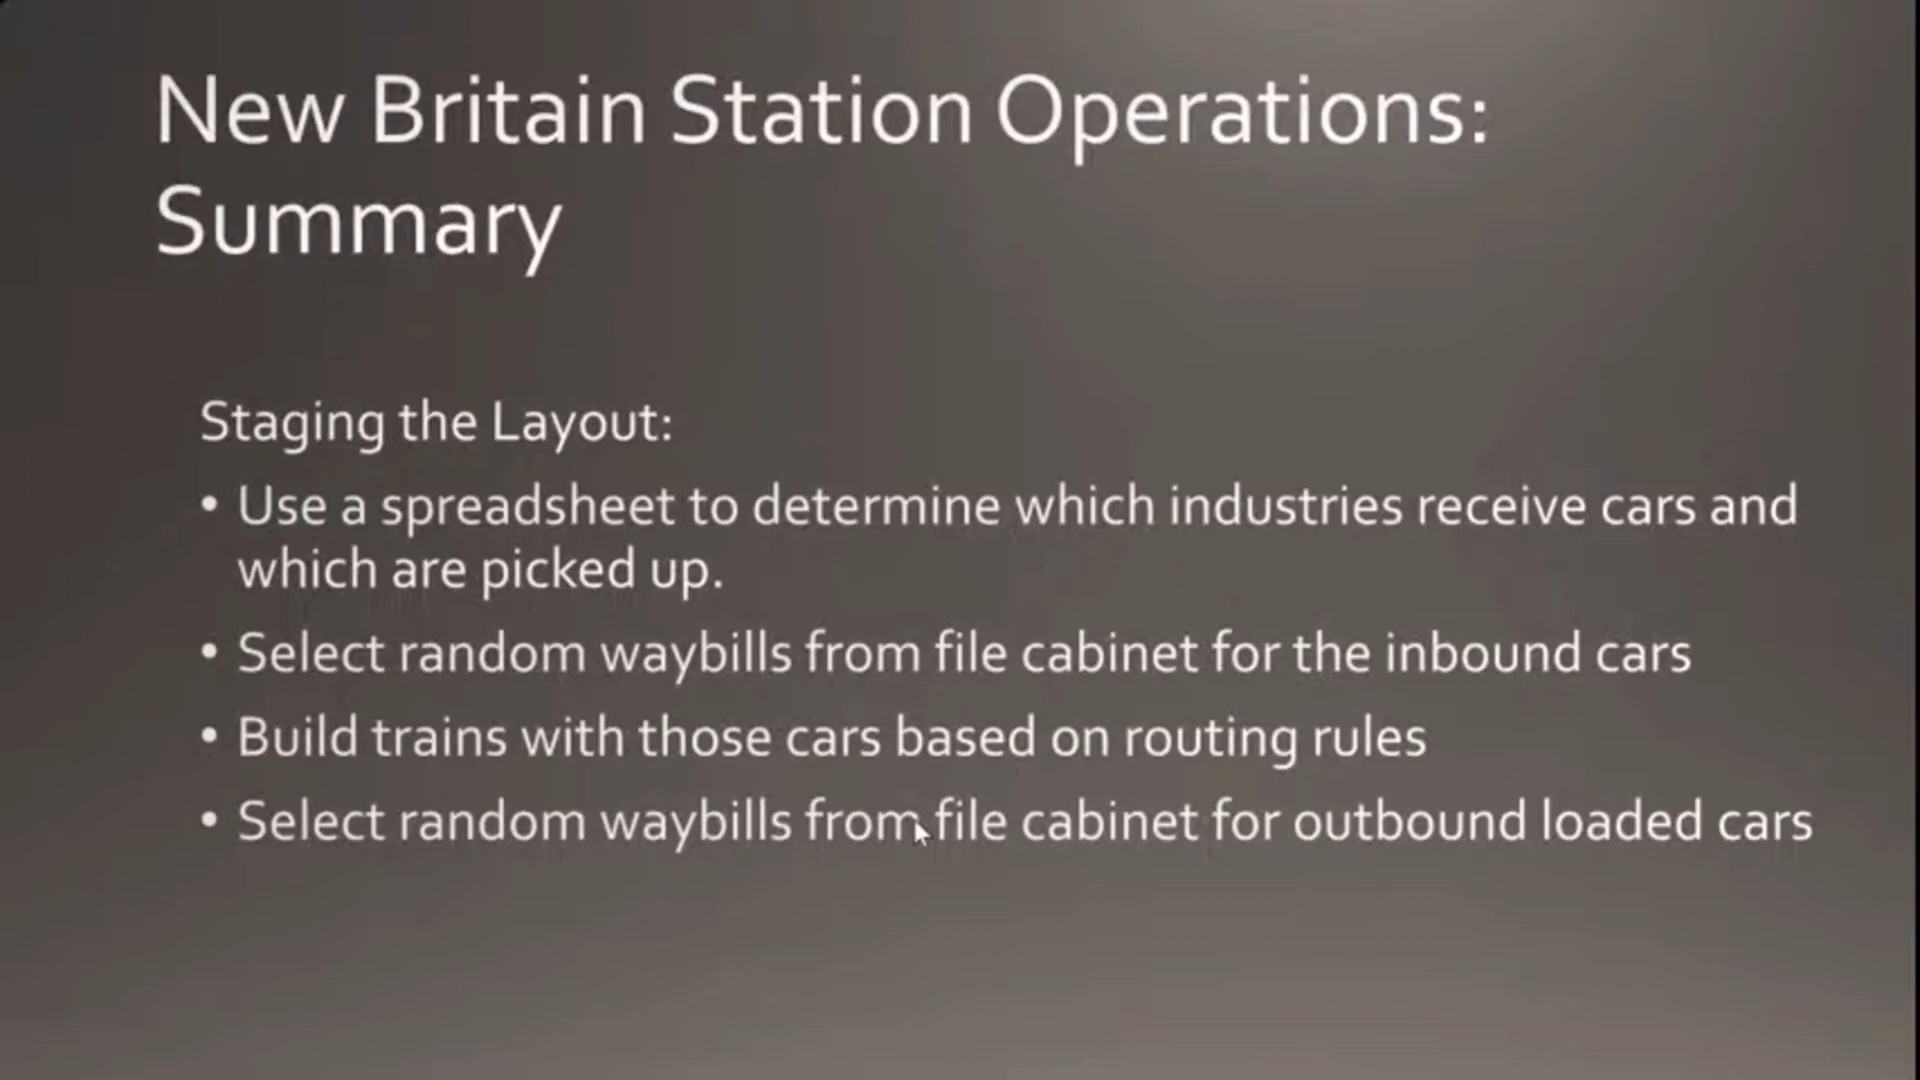 New Britain Station Operations:
Summary
Staging the Layout:
• Use a spreadsheet to determine which industries receive cars and
which are picked up.
• Select random waybills from file cabinet for the inbound cars
• Build trains with those cars based on routing rules
• Select random waybills from file cabinet for outbound loaded cars